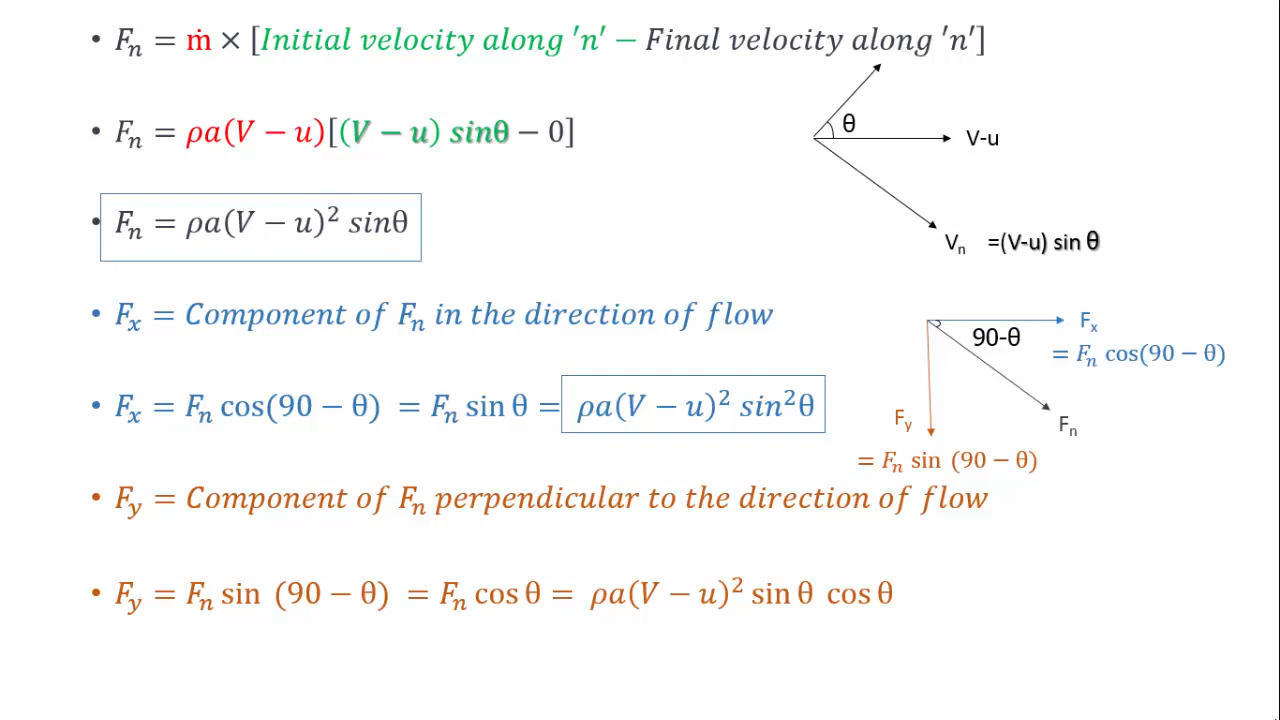 • Fₙ = ṁ × [Initial velocity along 'n' − Final velocity along 'n']
θ
V-u
• Fₙ = ρa(V − u)[(V − u) sinθ − 0]
• Fₙ = ρa(V − u)² sinθ
Vₙ =(V-u) sin θ
• Fₓ = Component of Fₙ in the direction of flow
Fₓ
90-θ
= Fₙ cos(90 − θ)
• Fₓ = Fₙ cos(90 − θ) = Fₙ sin θ = ρa(V − u)² sin²θ
F_y
Fₙ
= Fₙ sin (90 − θ)
• F_y = Component of Fₙ perpendicular to the direction of flow
• F_y = Fₙ sin (90 − θ) = Fₙ cos θ = ρa(V − u)² sin θ cos θ